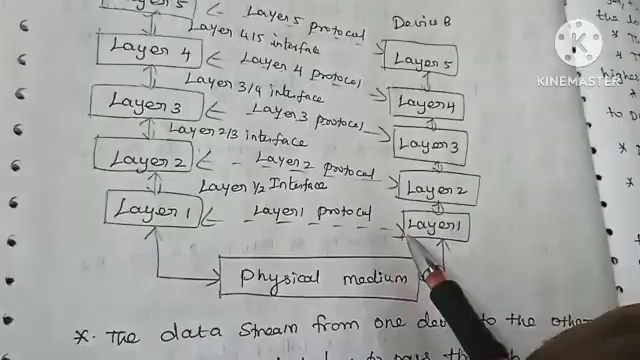 Layer 5 protocol
Device B
Layer 4/5 interface
Layer 5
Layer 4
Layer 4 protocol
Layer 3/4 interface
Layer 4
Layer 3
Layer 3 protocol
Layer 2/3 interface
Layer 3
Layer 2
Layer 2 protocol
Layer 1/2 Interface
Layer 2
Layer 1
Layer 1 protocol
Layer 1
Physical medium
*. The data stream from one
to the other
KINEMASTER
higher
to D